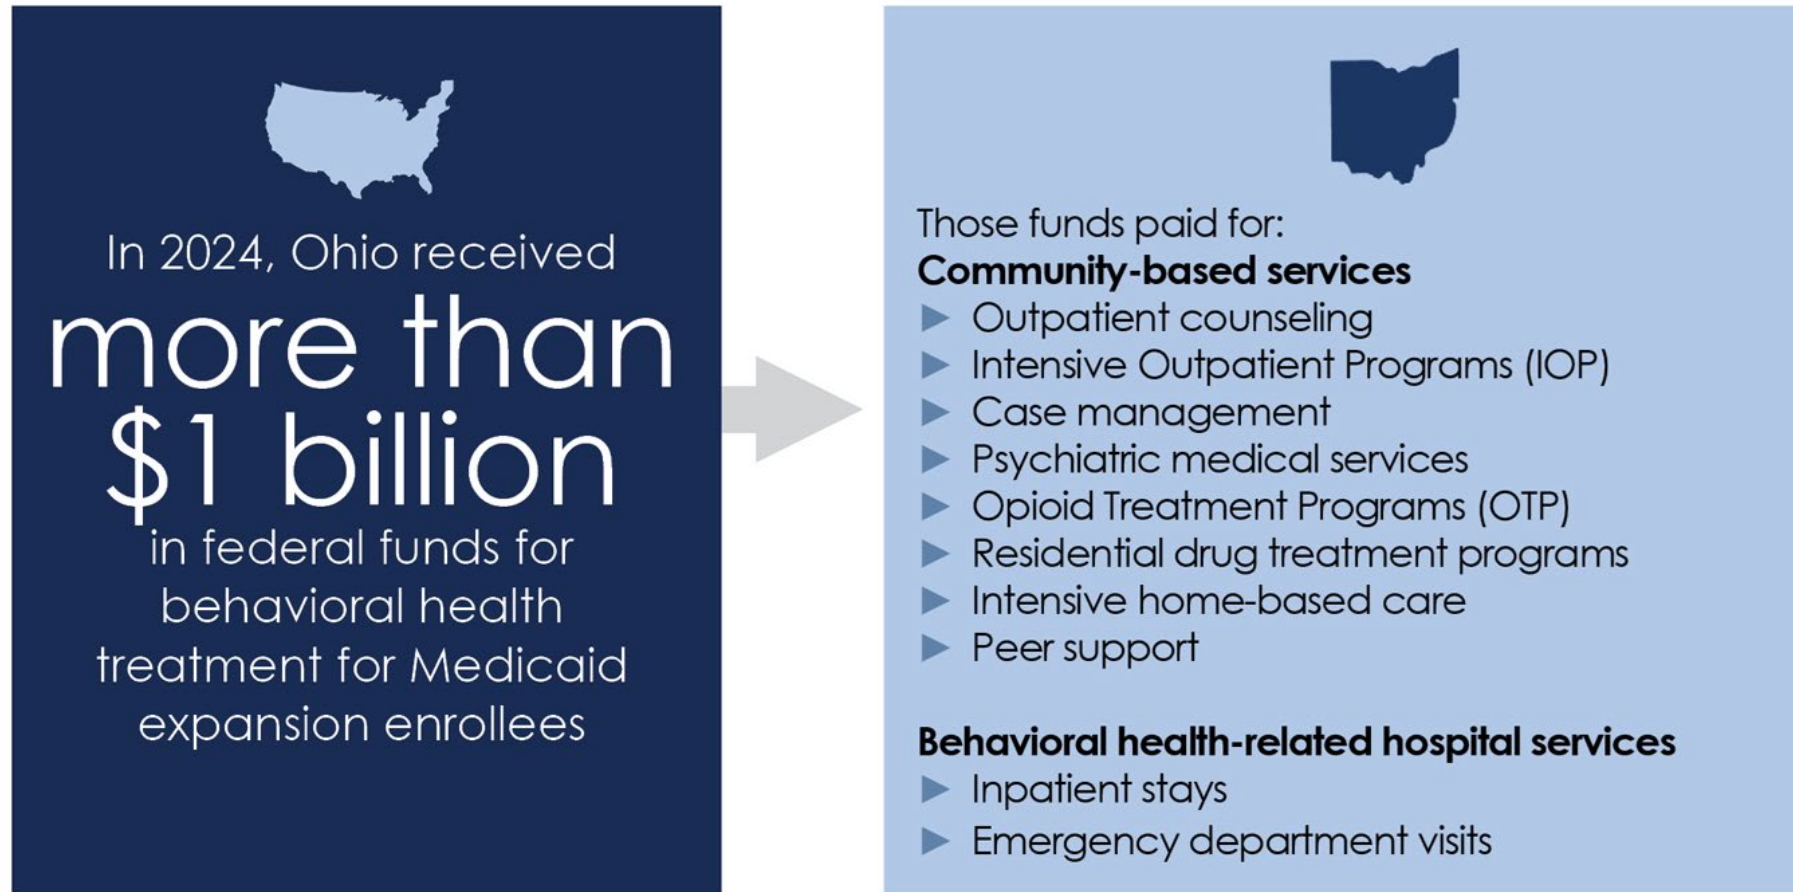 In 2024, Ohio received
more than
$1 billion
in federal funds for
behavioral health
treatment for Medicaid
expansion enrollees
Those funds paid for:
Community-based services
► Outpatient counseling
► Intensive Outpatient Programs (IOP)
► Case management
► Psychiatric medical services
► Opioid Treatment Programs (OTP)
► Residential drug treatment programs
► Intensive home-based care
► Peer support
Behavioral health-related hospital services
► Inpatient stays
► Emergency department visits